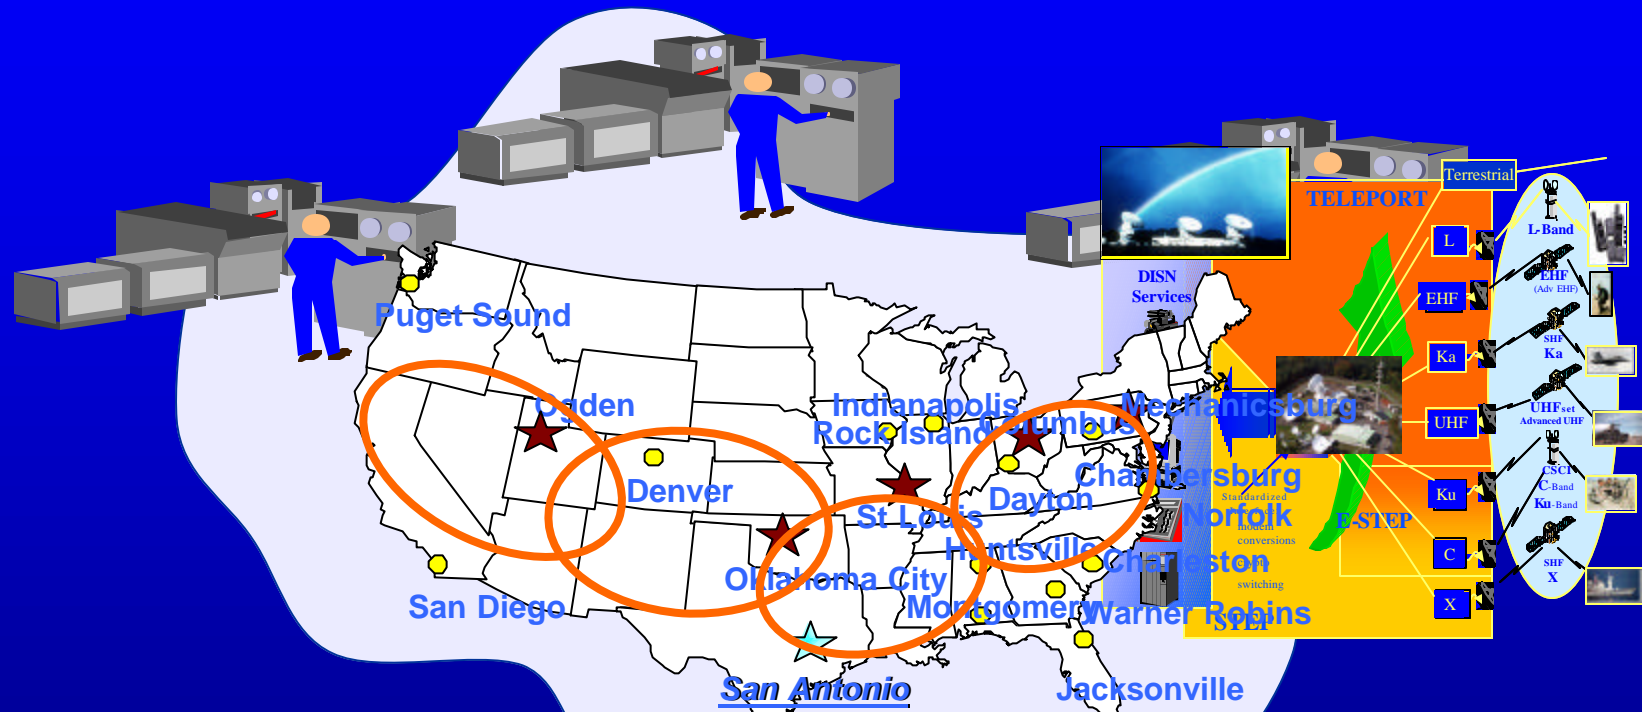 Terrestrial
TELEPORT
L
L-Band
DISN
Services
EHF
EHF
(Adv EHF)
Puget Sound
SHF
Ka
Ka
Ogden
Indianapolis
Mechanicsburg
Rock Island
Columbus
UHF
UHF set
Advanced UHF
Chambersburg
CSCI
C-Band
Ku-Band
Ku
Denver
Dayton
Standardized
St Louis
Norfolk
E-STEP
modem
conversions
Huntsville
Charleston
C
SHF
X
Oklahoma City
switching
San Diego
Montgomery
Warner Robins
X
STEP
San Antonio
Jacksonville